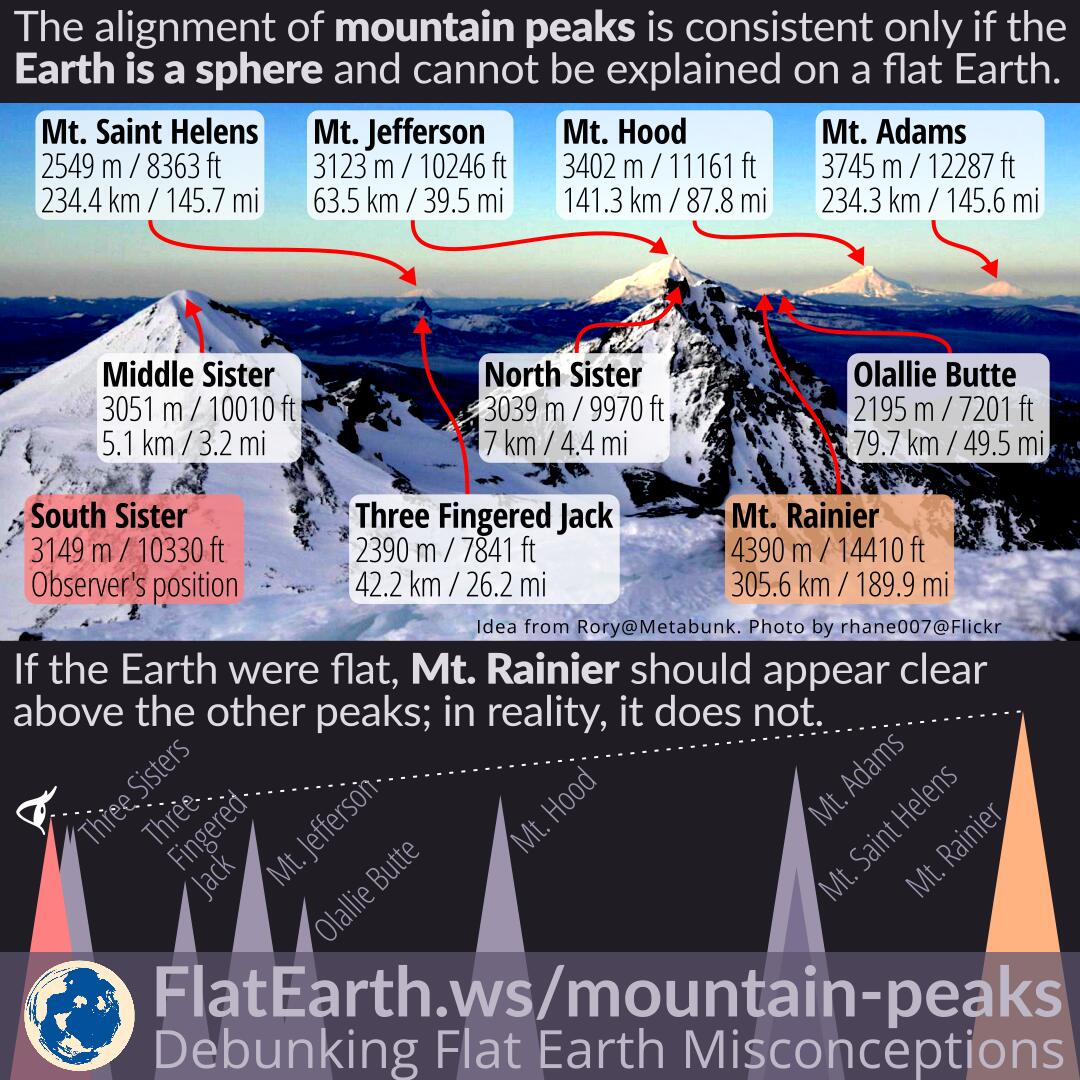 The alignment of mountain peaks is consistent only if the
Earth is a sphere and cannot be explained on a flat Earth.
Mt. Saint Helens
2549 m / 8363 ft
234.4 km / 145.7 mi
Mt. Jefferson
3123 m / 10246 ft
63.5 km / 39.5 mi
Mt. Hood
3402 m / 11161 ft
141.3 km / 87.8 mi
Mt. Adams
3745 m / 12287 ft
234.3 km / 145.6 mi
Middle Sister
3051 m / 10010 ft
5.1 km / 3.2 mi
North Sister
3039 m / 9970 ft
7 km / 4.4 mi
Olallie Butte
2195 m / 7201 ft
79.7 km / 49.5 mi
South Sister
3149 m / 10330 ft
Observer's position
Three Fingered Jack
2390 m / 7841 ft
42.2 km / 26.2 mi
Mt. Rainier
4390 m / 14410 ft
305.6 km / 189.9 mi
Idea from Rory@Metabunk. Photo by rhane007@Flickr
If the Earth were flat, Mt. Rainier should appear clear
above the other peaks; in reality, it does not.
Three Sisters
Three
Fingered
Jack
Mt. Jefferson
Olallie Butte
Mt. Hood
Mt. Adams
Mt. Saint Helens
Mt. Rainier
FlatEarth.ws/mountain-peaks
Debunking Flat Earth Misconceptions